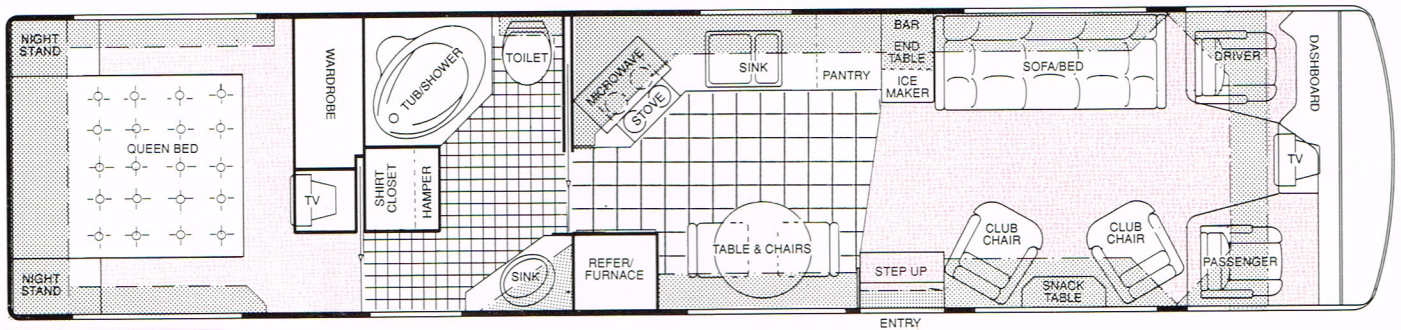 NIGHT
STAND
QUEEN BED
NIGHT
STAND
WARDROBE
TV
TUB/SHOWER
SHIRT
CLOSET
HAMPER
TOILET
SINK
MICROWAVE
STOVE
SINK
PANTRY
REFER/
FURNACE
TABLE & CHAIRS
BAR
END
TABLE
ICE
MAKER
STEP UP
ENTRY
SOFA/BED
CLUB
CHAIR
SNACK
TABLE
CLUB
CHAIR
DRIVER
PASSENGER
DASHBOARD
TV